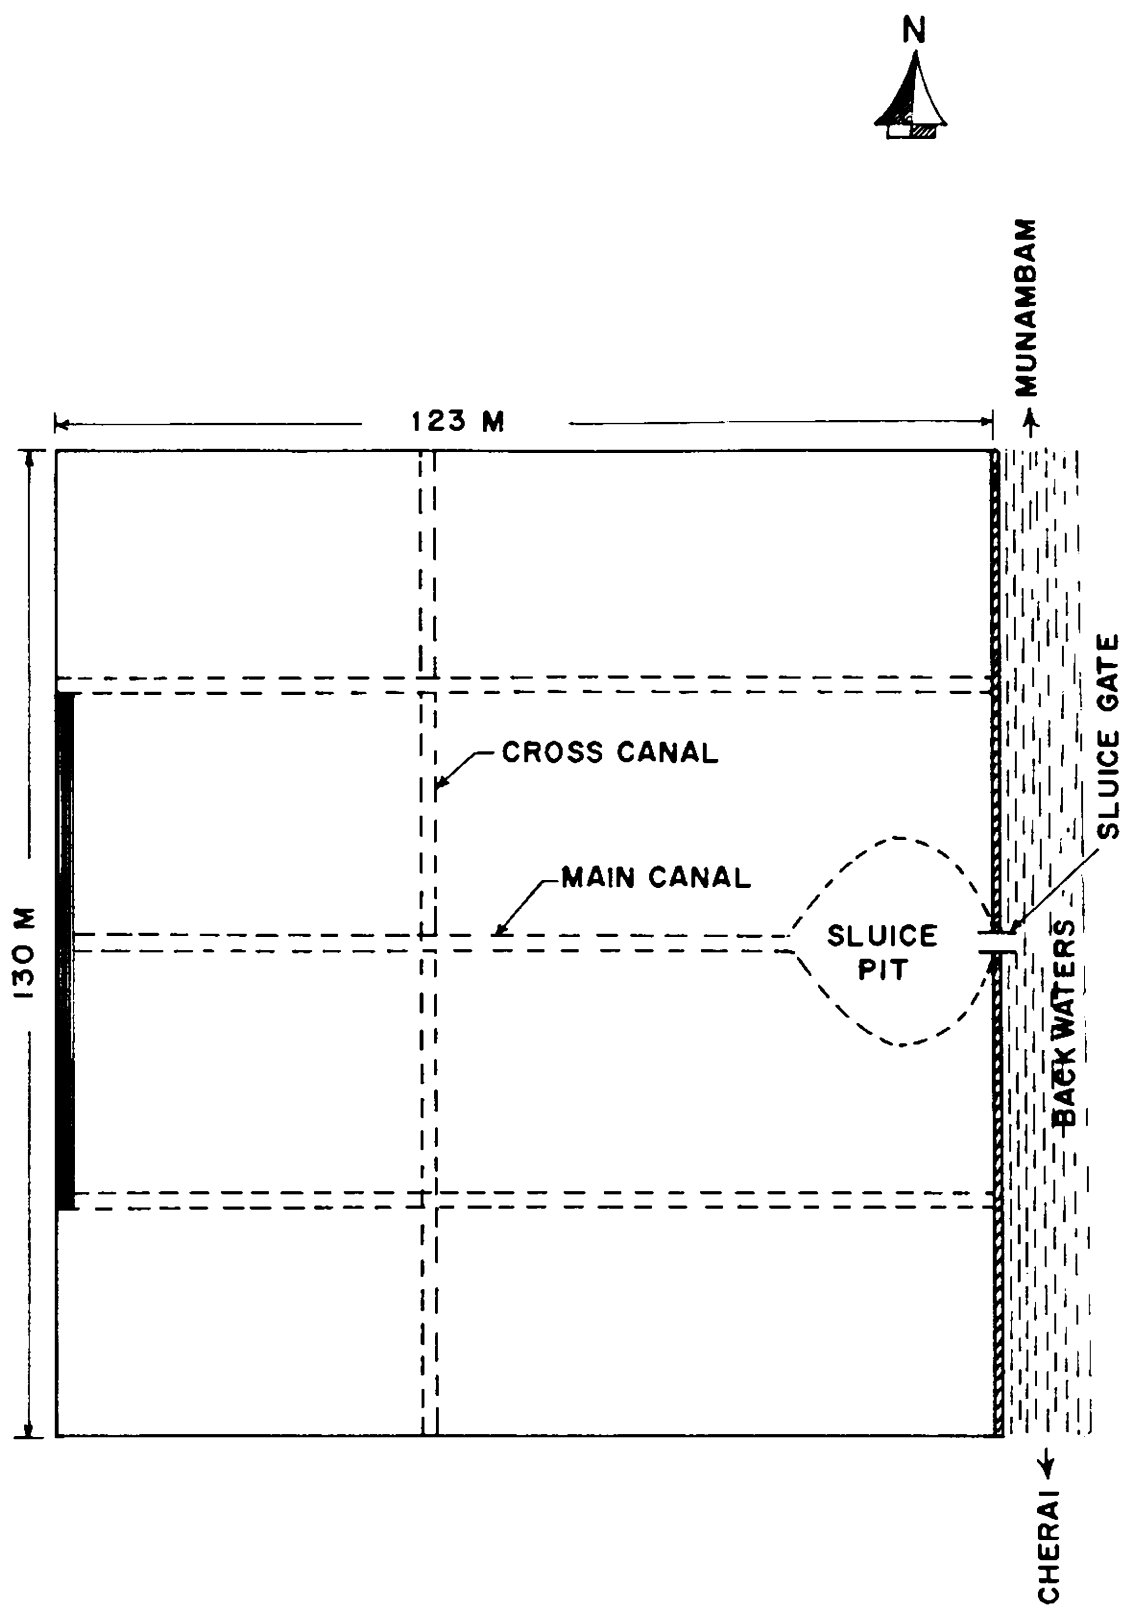 N
MUNAMBAM
123 M
SLUICE GATE
CROSS CANAL
MAIN CANAL
SLUICE
PIT
130 M
BACK WATERS
CHERAI